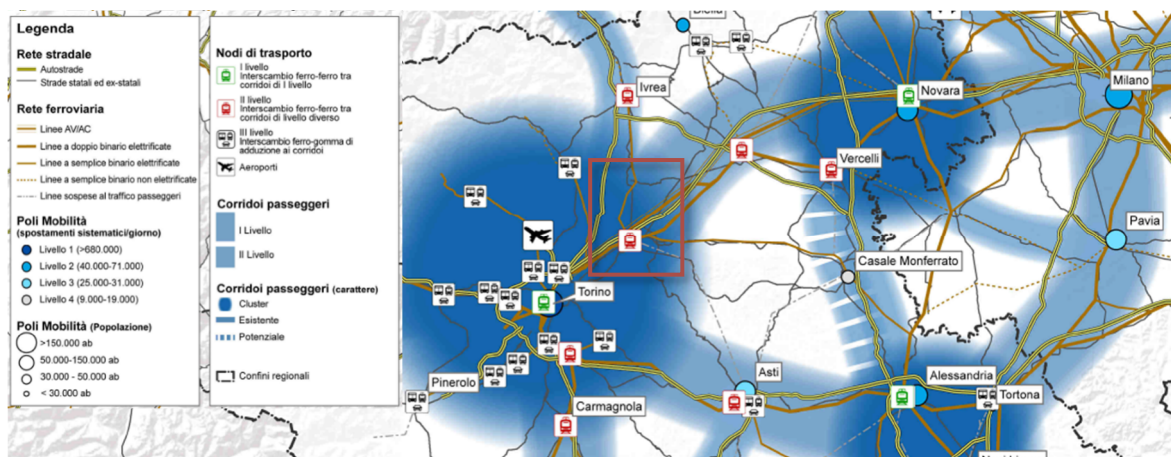 Legenda
Rete stradale
Autostrade
Strade statali ed ex-statali
Rete ferroviaria
Linee AV/AC
Linee a doppio binario elettrificate
Linee a semplice binario elettrificate
Linee a semplice binario non elettrificate
Linee sospese al traffico passeggeri
Poli Mobilità
(spostamenti sistematici/giorno)
Livello 1 (>680.000)
Livello 2 (40.000-71.000)
Livello 3 (25.000-31.000)
Livello 4 (9.000-19.000)
Poli Mobilità (Popolazione)
>150.000 ab
50.000-150.000 ab
30.000 - 50.000 ab
< 30.000 ab
Nodi di trasporto
I livello
Interscambio ferro-ferro tra
corridoi di I livello
II livello
Interscambio ferro-ferro tra
corridoi di livello diverso
III livello
Intercambio ferro-gomma di
adduzione ai corridoi
Aeroporti
Corridoi passeggeri
I Livello
II Livello
Corridoi passeggeri (carattere)
Cluster
Esistente
Potenziale
Confini regionali
Ivrea
Novara
Milano
Vercelli
Pavia
Casale Monferrato
Torino
Pinerolo
Asti
Alessandria
Tortona
Carmagnola